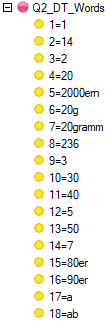 Q2_DT_Words
1=1
2=14
3=2
4=20
5=2000ern
6=20g
7=20gramm
8=236
9=3
10=30
11=40
12=5
13=50
14=7
15=80er
16=90er
17=a
18=ab